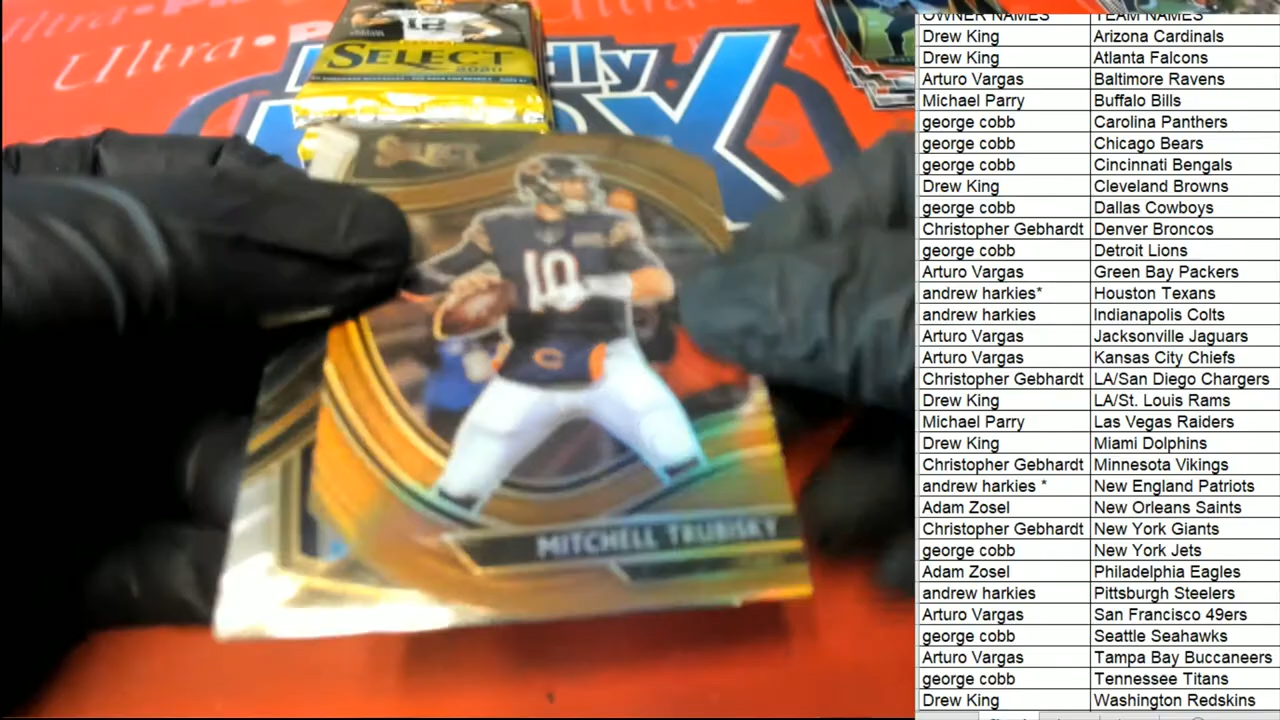 SELECT
2020
Ultra-P
dly
10
MITCHELL TRUBISKY
OWNER NAMES TEAM NAMES
Drew King Arizona Cardinals
Drew King Atlanta Falcons
Arturo Vargas Baltimore Ravens
Michael Parry Buffalo Bills
george cobb Carolina Panthers
george cobb Chicago Bears
george cobb Cincinnati Bengals
Drew King Cleveland Browns
george cobb Dallas Cowboys
Christopher Gebhardt Denver Broncos
george cobb Detroit Lions
Arturo Vargas Green Bay Packers
andrew harkies* Houston Texans
andrew harkies Indianapolis Colts
Arturo Vargas Jacksonville Jaguars
Arturo Vargas Kansas City Chiefs
Christopher Gebhardt LA/San Diego Chargers
Drew King LA/St. Louis Rams
Michael Parry Las Vegas Raiders
Drew King Miami Dolphins
Christopher Gebhardt Minnesota Vikings
andrew harkies * New England Patriots
Adam Zosel New Orleans Saints
Christopher Gebhardt New York Giants
george cobb New York Jets
Adam Zosel Philadelphia Eagles
andrew harkies Pittsburgh Steelers
Arturo Vargas San Francisco 49ers
george cobb Seattle Seahawks
Arturo Vargas Tampa Bay Buccaneers
george cobb Tennessee Titans
Drew King Washington Redskins